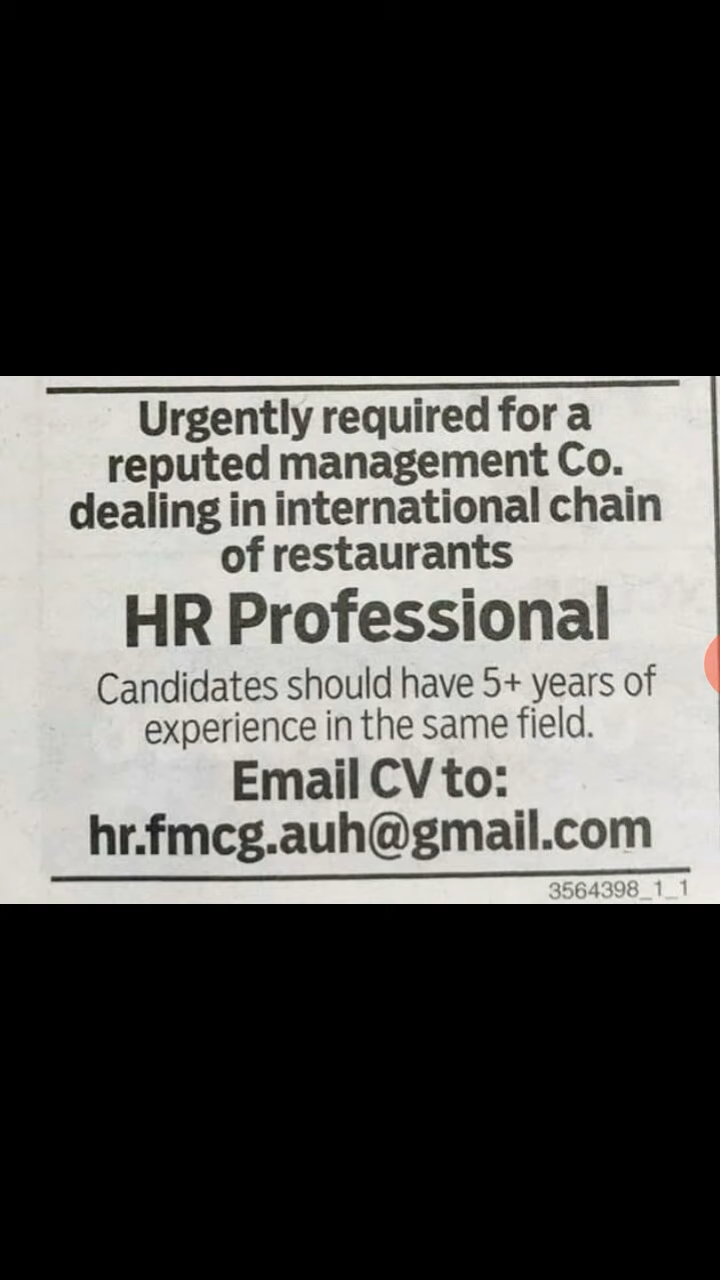 Urgently required for a
reputed management Co.
dealing in international chain
of restaurants
HR Professional
Candidates should have 5+ years of
experience in the same field.
Email CV to:
hr.fmcg.auh@gmail.com
3564398_1_1